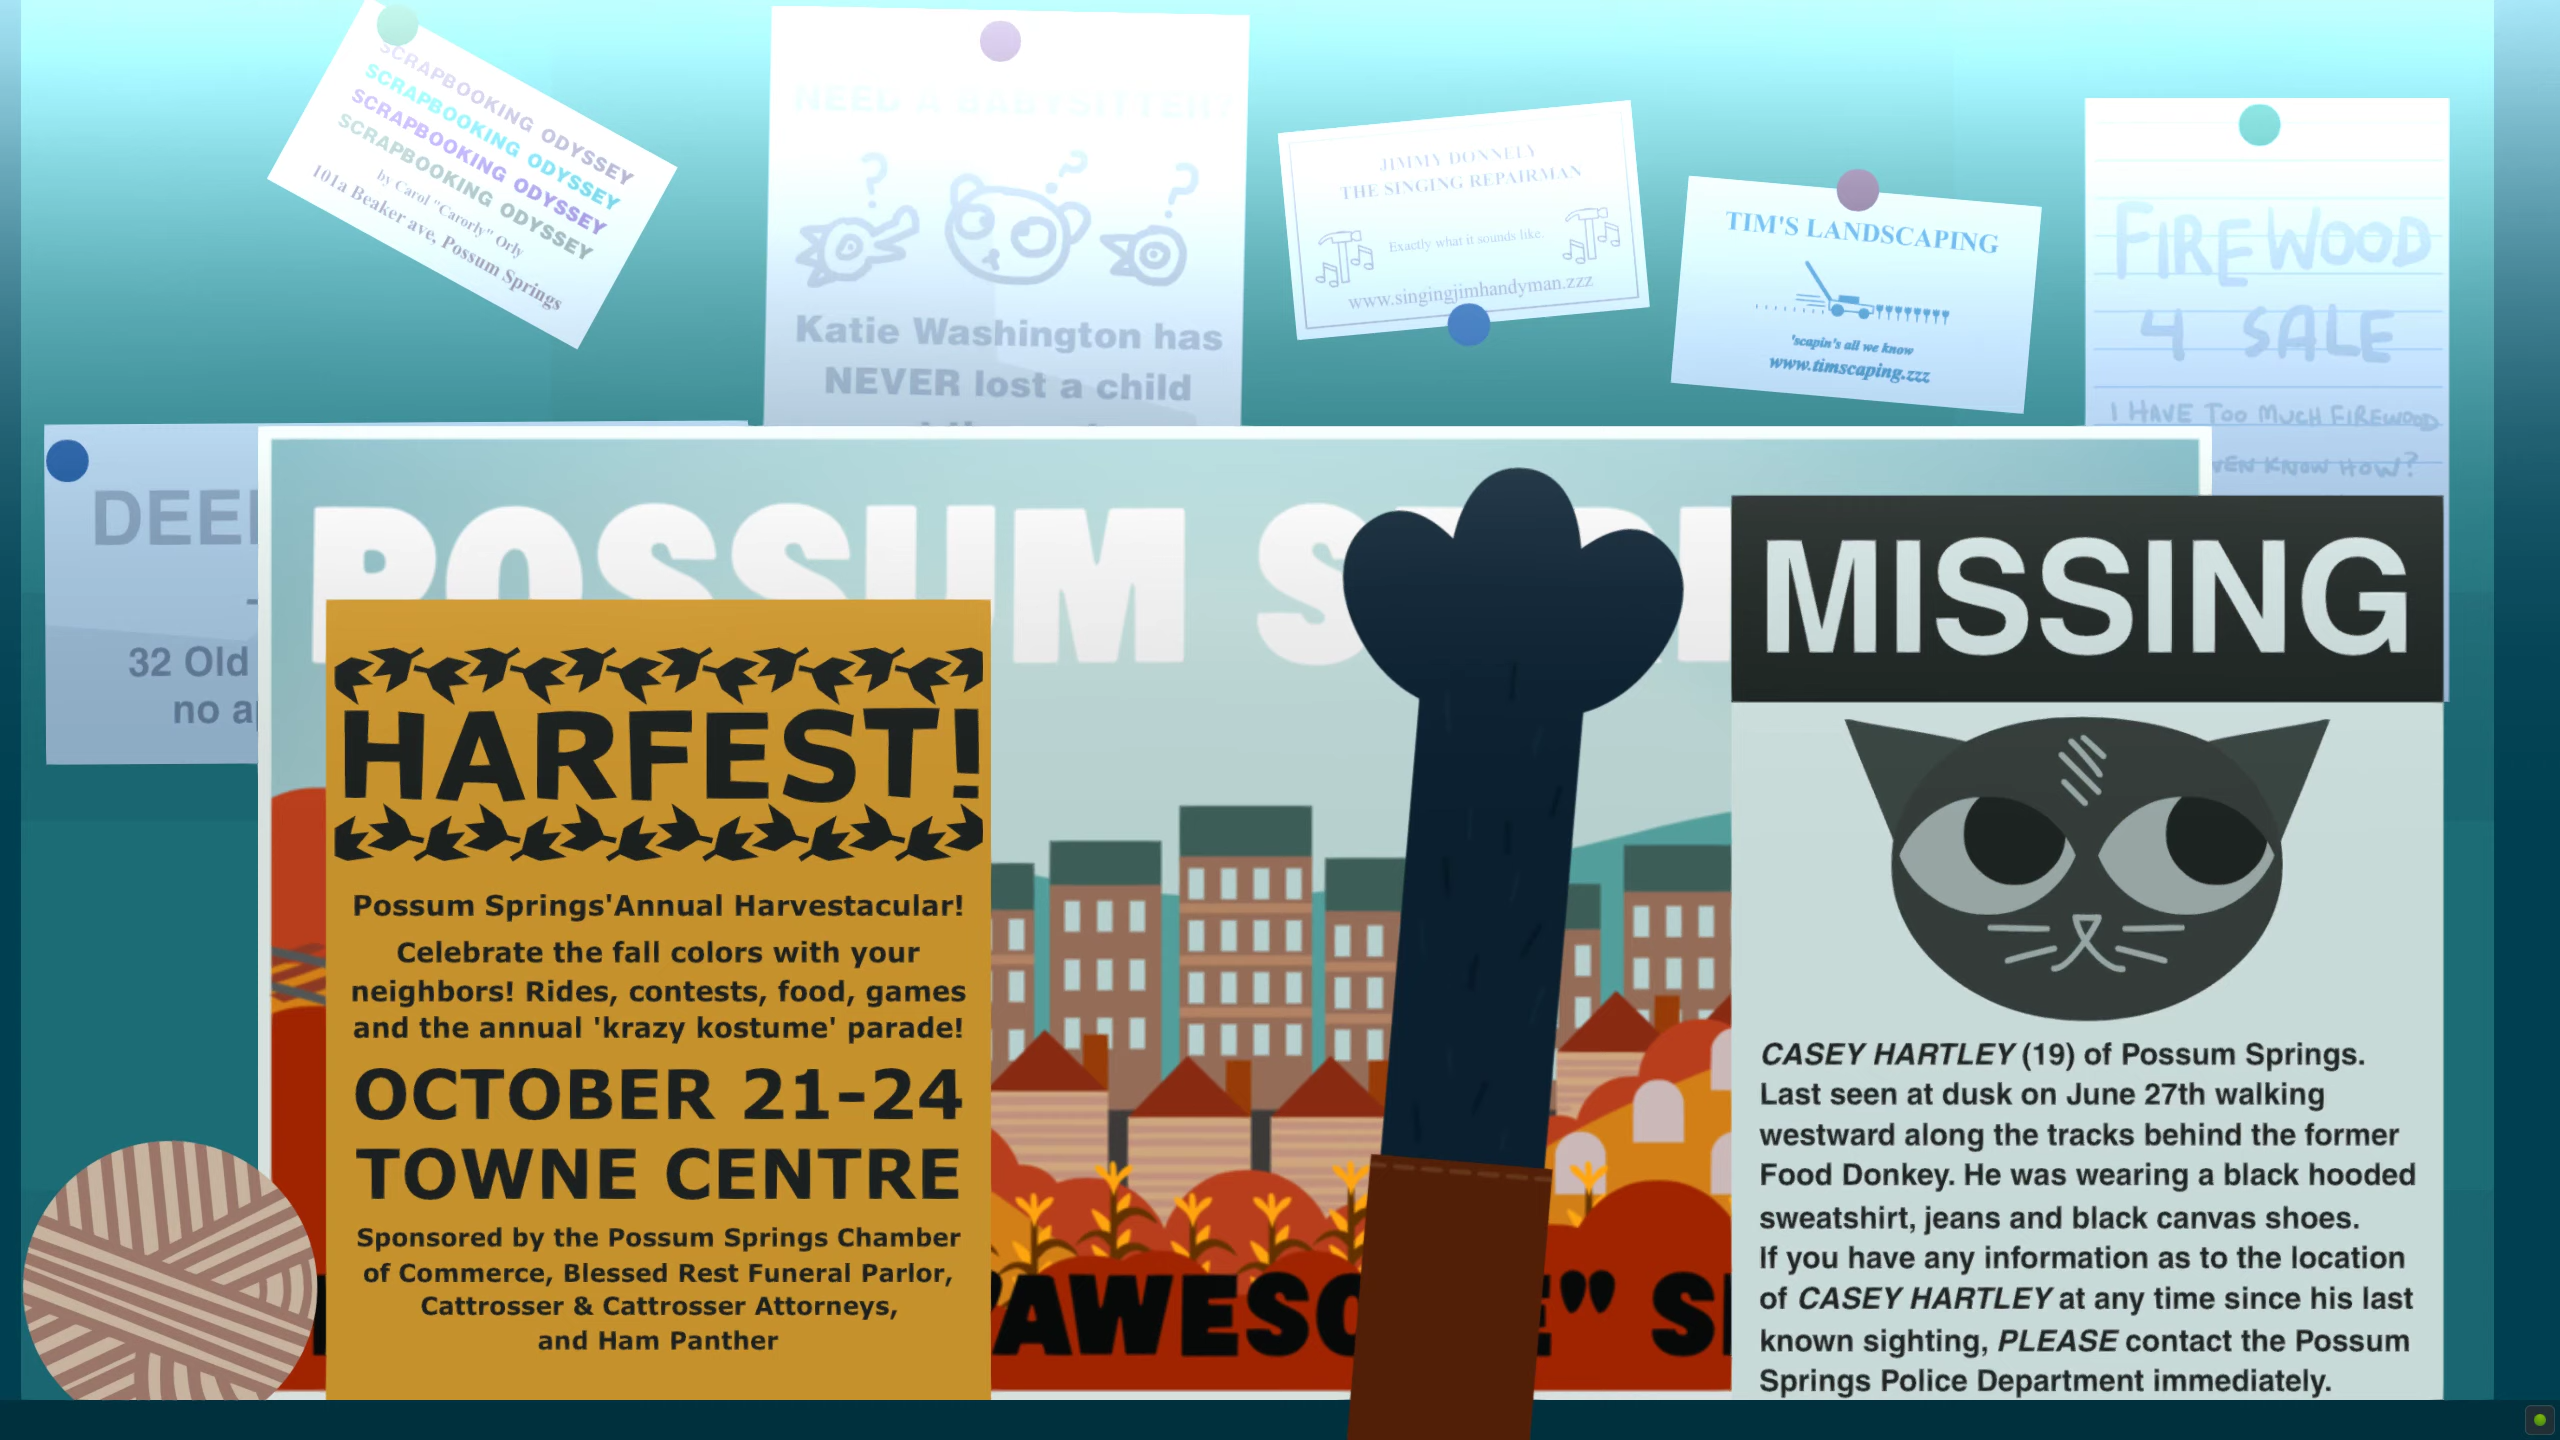 SCRAPBOOKING ODYSSEY
SCRAPBOOKING ODYSSEY
SCRAPBOOKING ODYSSEY
SCRAPBOOKING ODYSSEY
by Carol "Carorly" Orly
101a Beaker ave, Possum Springs
NEED A BABYSITTER?
? ? ?
Katie Washington has
NEVER lost a child
JIMMY DONNELY
THE SINGING REPAIRMAN
Exactly what it sounds like.
www.singingjimhandyman.zzz
TIM'S LANDSCAPING
'scapin's all we know
www.timscaping.zzz
FIREWOOD
4 SALE
I HAVE TOO MUCH FIREWOOD
KNOW HOW?
32 Old
no
POSSUM
HARFEST!
Possum Springs'Annual Harvestacular!
Celebrate the fall colors with your
neighbors! Rides, contests, food, games
and the annual 'krazy kostume' parade!
OCTOBER 21-24
TOWNE CENTRE
Sponsored by the Possum Springs Chamber
of Commerce, Blessed Rest Funeral Parlor,
Cattrosser & Cattrosser Attorneys,
and Ham Panther
MISSING
CASEY HARTLEY (19) of Possum Springs.
Last seen at dusk on June 27th walking
westward along the tracks behind the former
Food Donkey. He was wearing a black hooded
sweatshirt, jeans and black canvas shoes.
If you have any information as to the location
of CASEY HARTLEY at any time since his last
known sighting, PLEASE contact the Possum
Springs Police Department immediately.